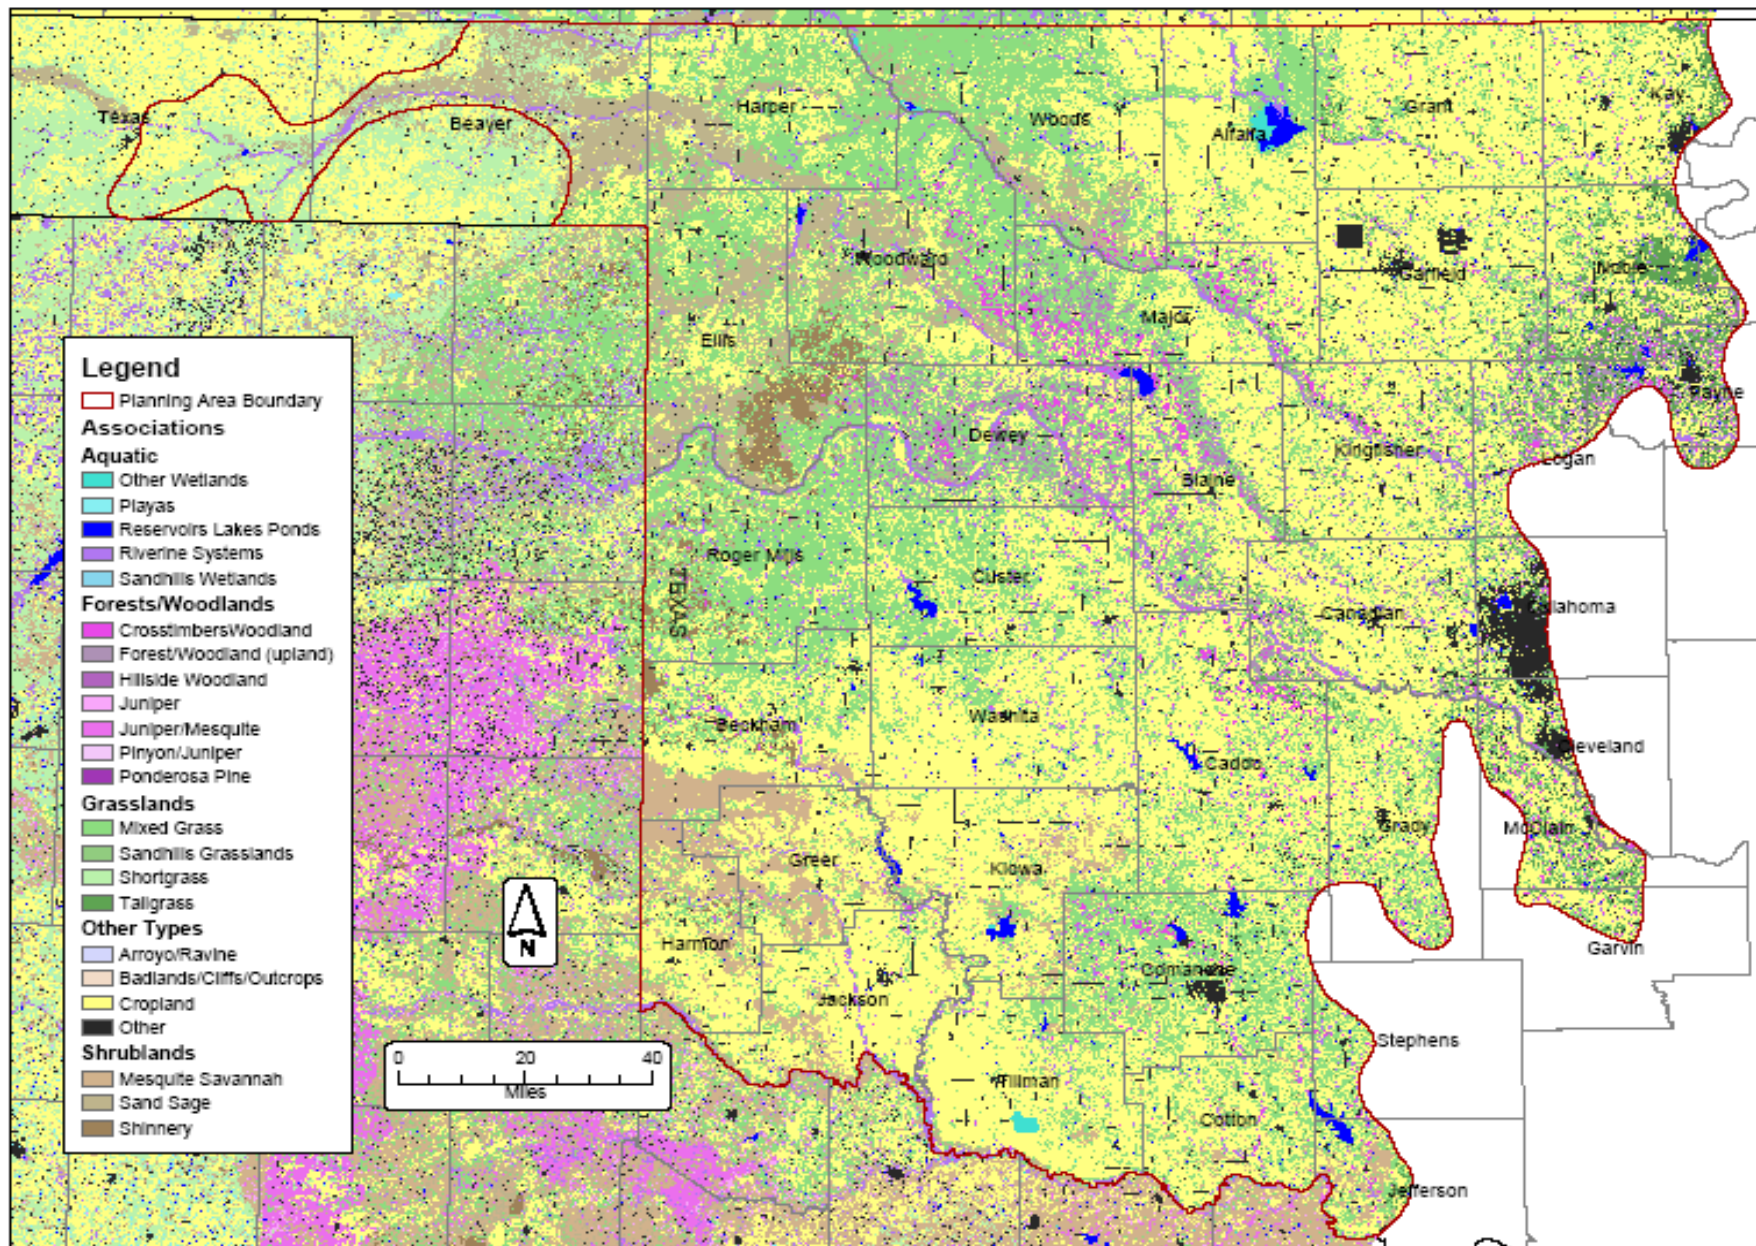 Texas
Beaver
Harper
Woods
Alfalfa
Grant
Kay
Woodward
Garfield
Noble
Ellis
Major
Payne
Dewey
Kingfisher
Logan
Blaine
Roger Mills
Custer
TEXAS
Canadian
Oklahoma
Beckham
Washita
Caddo
Cleveland
Grady
McClain
Greer
Kiowa
Harmon
Comanche
Garvin
Jackson
Stephens
Tillman
Cotton
Jefferson
Legend
Planning Area Boundary
Associations
Aquatic
Other Wetlands
Playas
Reservoirs Lakes Ponds
Riverine Systems
Sandhills Wetlands
Forests/Woodlands
CrosstimbersWoodland
Forest/Woodland (upland)
Hillside Woodland
Juniper
Juniper/Mesquite
Pinyon/Juniper
Ponderosa Pine
Grasslands
Mixed Grass
Sandhills Grasslands
Shortgrass
Tallgrass
Other Types
Arroyo/Ravine
Badlands/Cliffs/Outcrops
Cropland
Other
Shrublands
Mesquite Savannah
Sand Sage
Shinnery
N
0 20 40
Miles